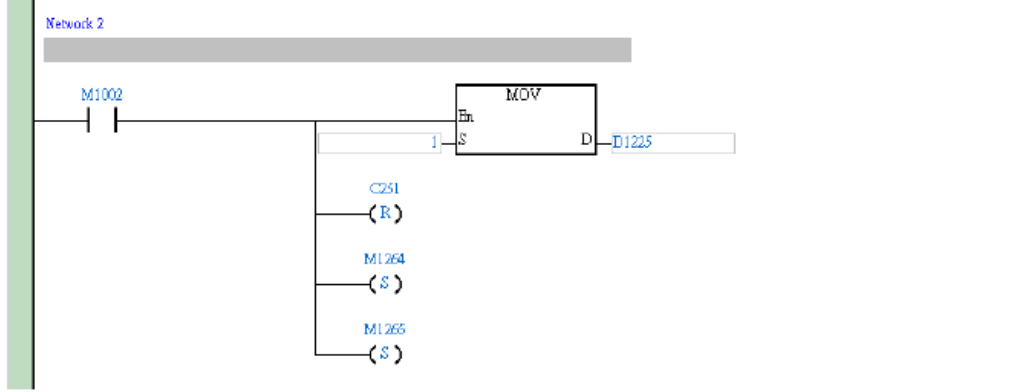 Network 2
M1002
MOV
En
1 S D D1225
C251
R
M1264
S
M1265
S